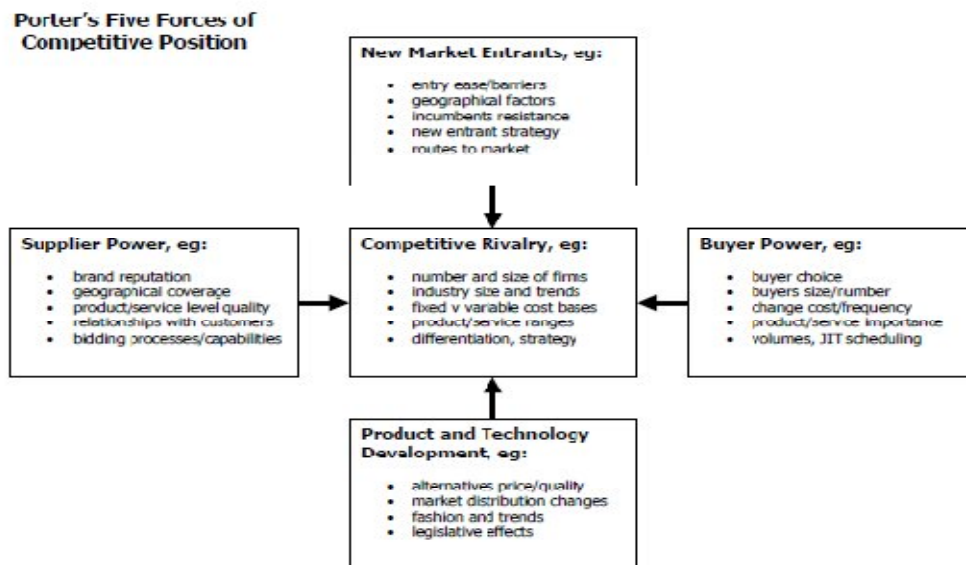 Porter's Five Forces of
Competitive Position
New Market Entrants, eg:
• entry ease/barriers
• geographical factors
• incumbents resistance
• new entrant strategy
• routes to market
Supplier Power, eg:
• brand reputation
• geographical coverage
• product/service level quality
• relationships with customers
• bidding processes/capabilities
Competitive Rivalry, eg:
• number and size of firms
• industry size and trends
• fixed v variable cost bases
• product/service ranges
• differentiation, strategy
Buyer Power, eg:
• buyer choice
• buyers size/number
• change cost/frequency
• product/service importance
• volumes, JIT scheduling
Product and Technology
Development, eg:
• alternatives price/quality
• market distribution changes
• fashion and trends
• legislative effects